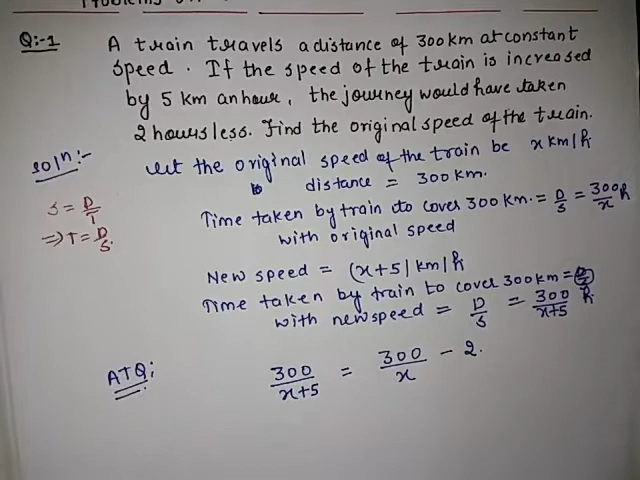 Q:-1 A train travels a distance of 300 km at constant
speed. If the speed of the train is increased
by 5 km an hour, the journey would have taken
2 hours less. Find the original speed of the train.
soln:- let the original speed of the train be x km/h
distance = 300 km.
S = D/T
Time taken by train to cover 300 km. = D/S = 300/x h
=> T = D/S.
with original speed
New speed = (x+5) km/h
Time taken by train to cover 300 km = D/S
with new speed = D/S = 300/x+5 h
ATQ; 300/x+5 = 300/x - 2.